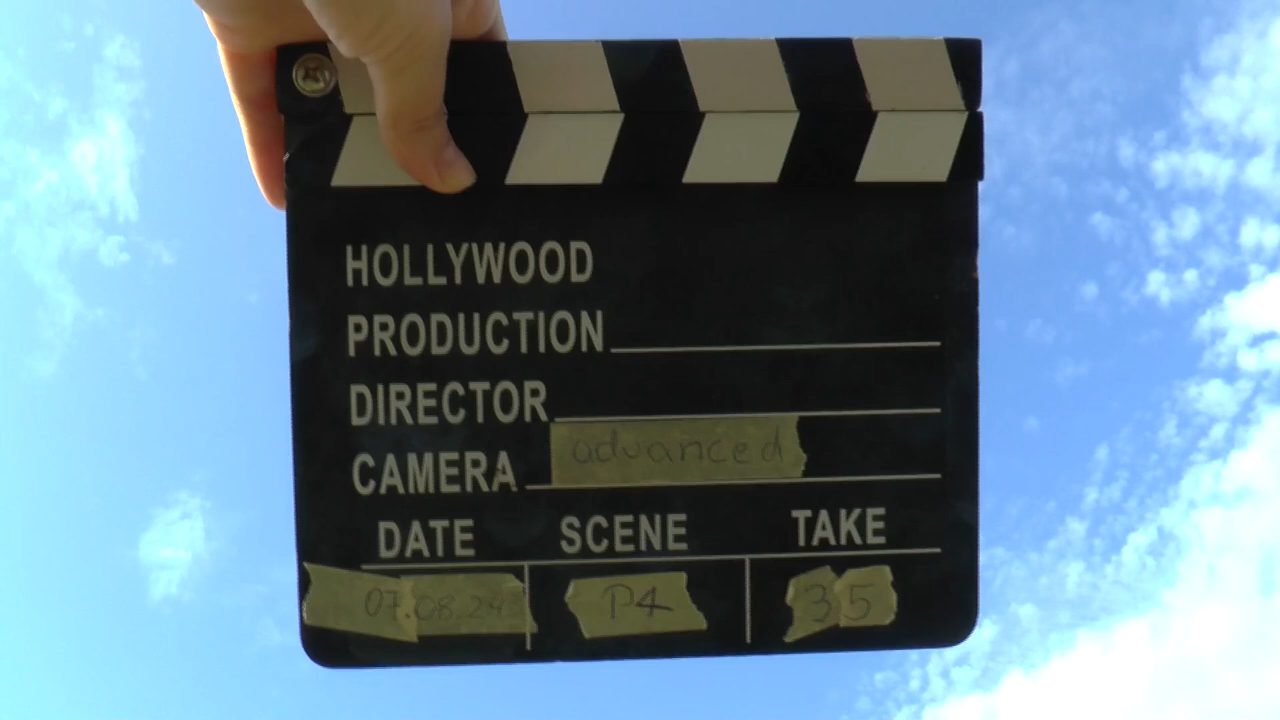 HOLLYWOOD
PRODUCTION
DIRECTOR
CAMERA advanced
DATE SCENE TAKE
07.08.24 P4 35